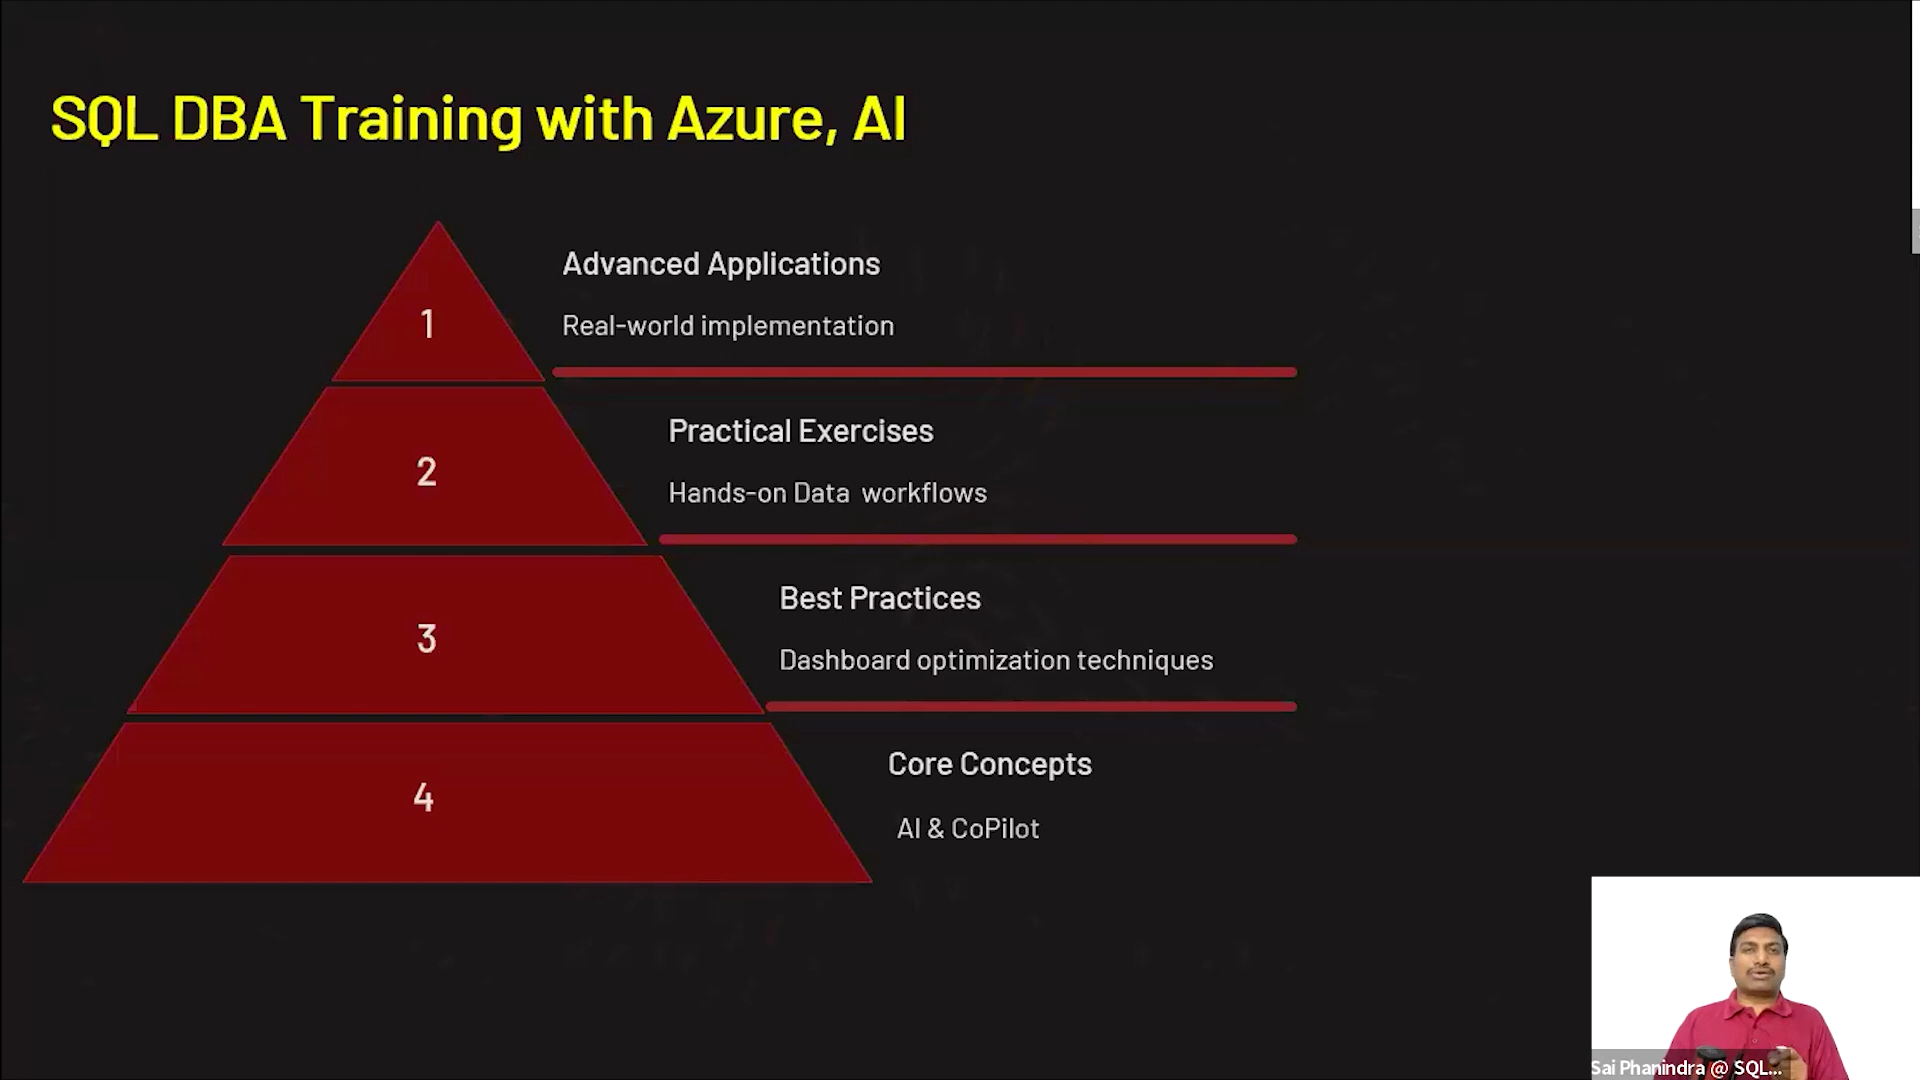 SQL DBA Training with Azure, AI
1
Advanced Applications
Real-world implementation
2
Practical Exercises
Hands-on Data workflows
3
Best Practices
Dashboard optimization techniques
4
Core Concepts
AI & CoPilot
Sai Phanindra @ SQL...